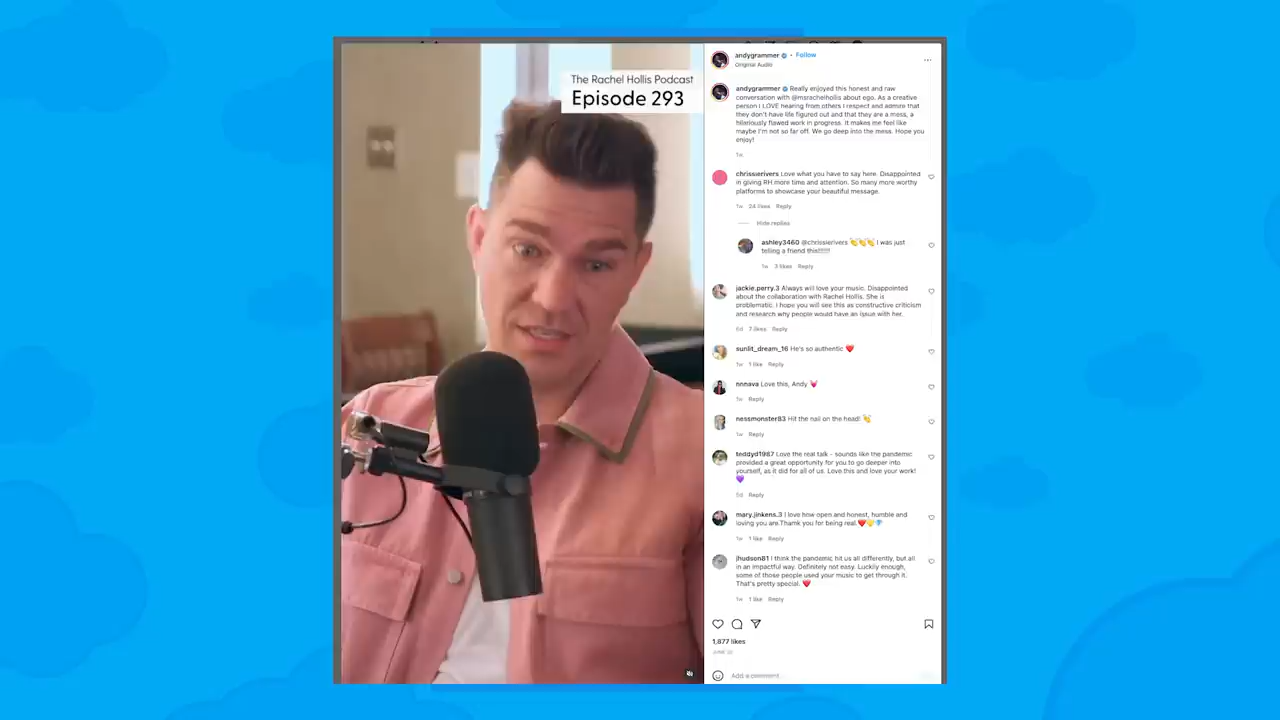 The Rachel Hollis Podcast
Episode 293
andygrammer • Follow
Original Audio
andygrammer Really enjoyed this honest and raw
conversation with @msrachelhollis about ego. As a creative
person I LOVE hearing from others I respect and admire that
they don't have life figured out and that they are a mess, a
hilariously flawed work in progress. It makes me feel like
maybe I'm not so far off. We go deep into the mess. Hope you
enjoy!
1w
chrissierivers Love what you have to say here. Disappointed
in giving RH more time and attention. So many more worthy
platforms to showcase your beautiful message.
1w 24 likes Reply
Hide replies
ashley3460 @chrissierivers 👏👏👏 I was just
telling a friend this!!!!!!
1w 3 likes Reply
jackie.perry.3 Always will love your music. Disappointed
about the collaboration with Rachel Hollis. She is
problematic. I hope you will see this as constructive criticism
and research why people would have an issue with her.
6d 7 likes Reply
sunlit_dream_16 He's so authentic ❤️
1w 1 like Reply
nnnava Love this, Andy 💓
1w Reply
nessmonster83 Hit the nail on the head! 👏
1w Reply
teddyd1987 Love the real talk - sounds like the pandemic
provided a great opportunity for you to go deeper into
yourself, as it did for all of us. Love this and love your work!
💜
5d Reply
mary.jinkens.3 I love how open and honest, humble and
loving you are.Thank you for being real.❤️💛💎
1w 1 like Reply
jhudson81 I think the pandemic hit us all differently, but all
in an impactful way. Definitely not easy. Luckily enough,
some of those people used your music to get through it.
That's pretty special. ❤️
1w 1 like Reply
1,877 likes
JUNE
Add a comment